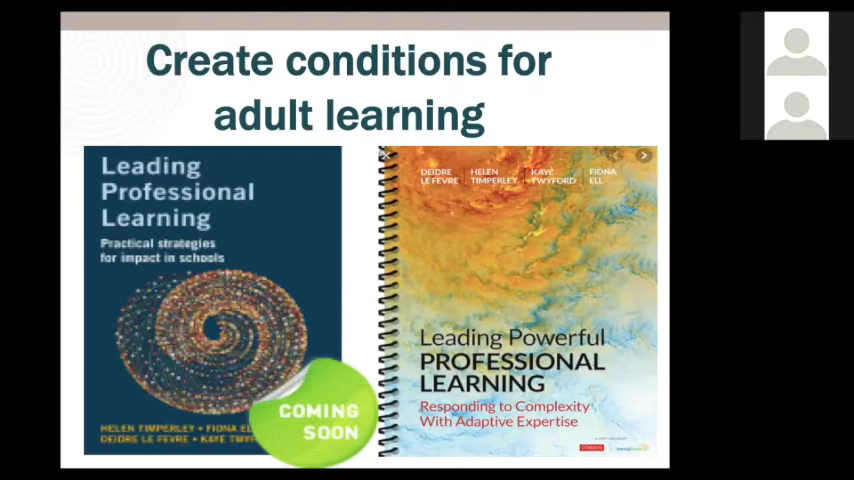 Create conditions for
adult learning
Leading
Professional
Learning
Practical strategies
for impact in schools
HELEN TIMPERLEY • FIONA
DEIDRE LE FEVRE • KAYE
COMING
SOON
DEIDRE
LE FEVRE
HELEN
TIMPERLEY
KAYE
TWYFORD
FIONA
ELL
Leading Powerful
PROFESSIONAL
LEARNING
Responding to Complexity
With Adaptive Expertise
CORWIN